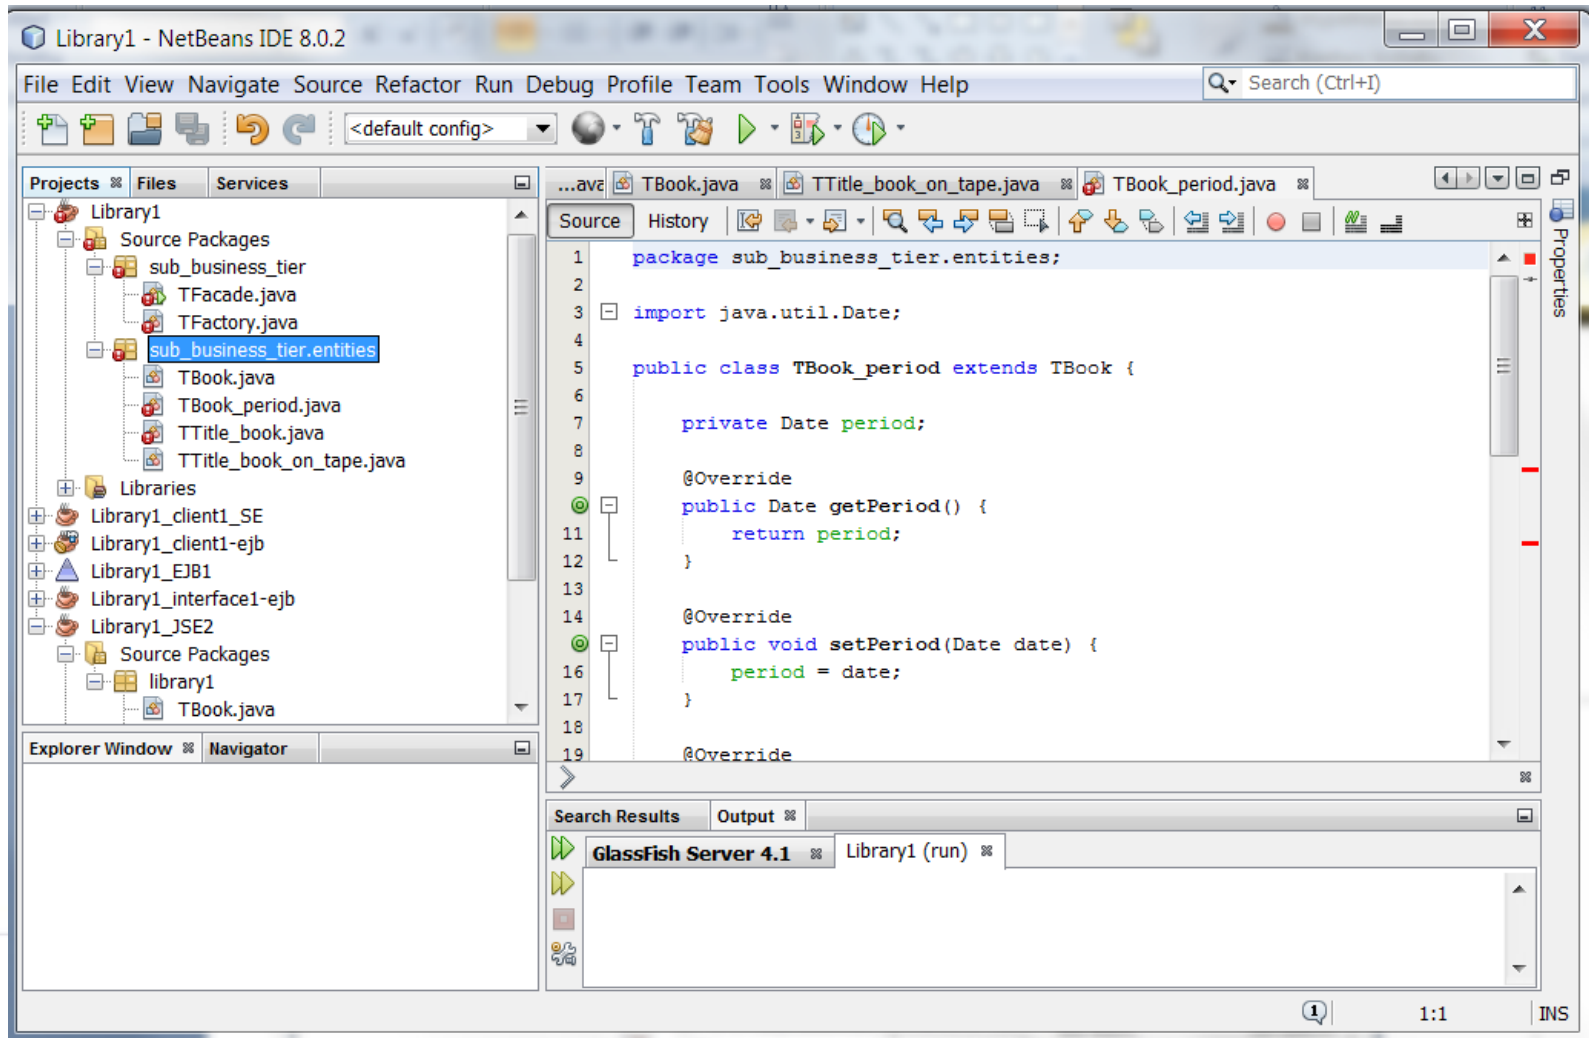 Library1 - NetBeans IDE 8.0.2
File Edit View Navigate Source Refactor Run Debug Profile Team Tools Window Help
Search (Ctrl+I)
<default config>
Projects Files Services
Library1
Source Packages
sub_business_tier
TFacade.java
TFactory.java
sub_business_tier.entities
TBook.java
TBook_period.java
TTitle_book.java
TTitle_book_on_tape.java
Libraries
Library1_client1_SE
Library1_client1-ejb
Library1_EJB1
Library1_interface1-ejb
Library1_JSE2
Source Packages
library1
TBook.java
Explorer Window Navigator
...ava TBook.java TTitle_book_on_tape.java TBook_period.java
Source History
1 package sub_business_tier.entities;
2
3 import java.util.Date;
4
5 public class TBook_period extends TBook {
6
7 private Date period;
8
9 @Override
public Date getPeriod() {
11 return period;
12 }
13
14 @Override
public void setPeriod(Date date) {
16 period = date;
17 }
18
19 @Override
Properties
Search Results Output
GlassFish Server 4.1 Library1 (run)
1 1:1 INS